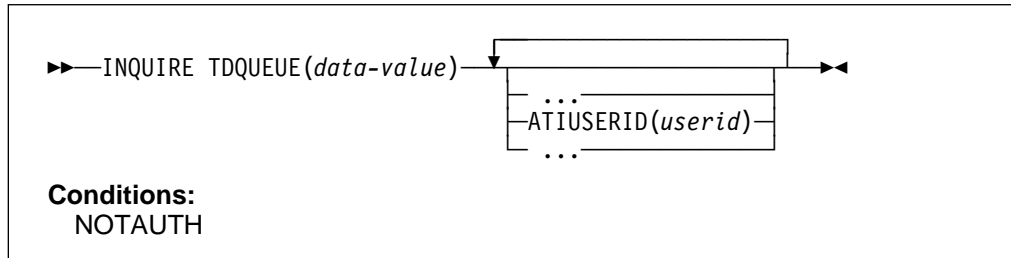 ►►──INQUIRE TDQUEUE(data-value)──►◄
...
ATIUSERID(userid)
...
Conditions:
NOTAUTH